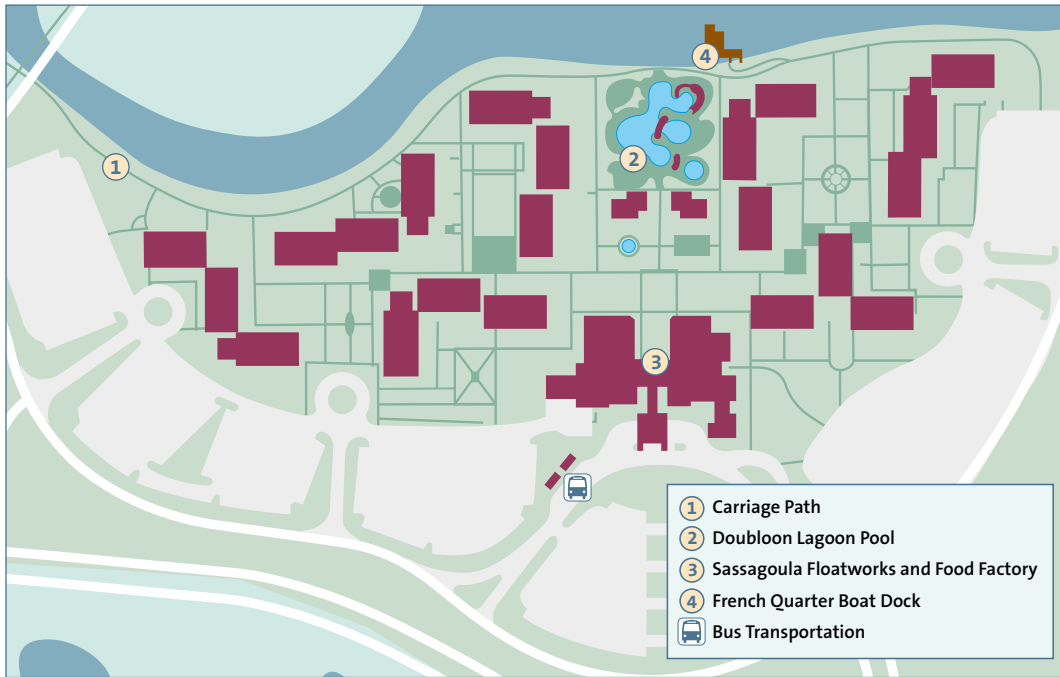 4
1
2
3
1 Carriage Path
2 Doubloon Lagoon Pool
3 Sassagoula Floatworks and Food Factory
4 French Quarter Boat Dock
Bus Transportation